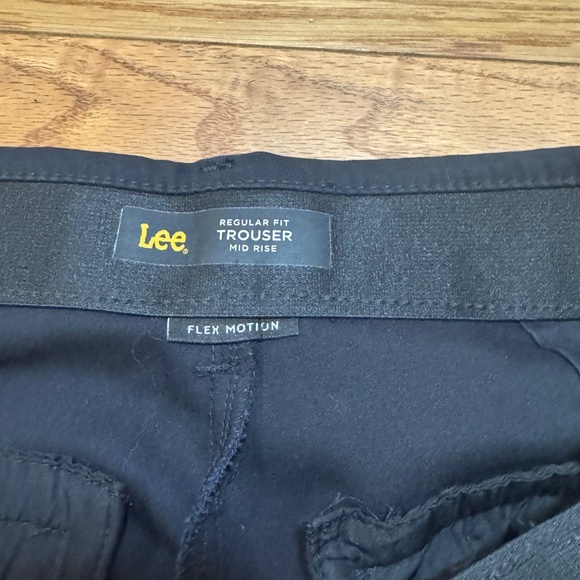 Lee®
REGULAR FIT
TROUSER
MID RISE
FLEX MOTION